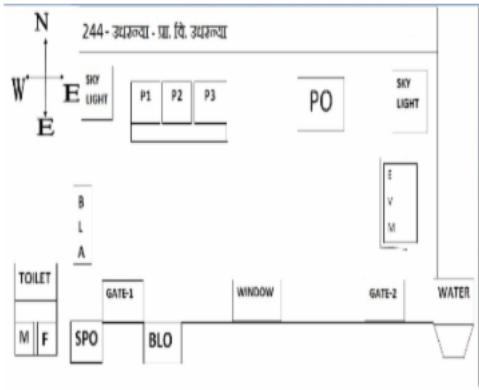 N
244- उधरन्या - प्रा. वि. उधरन्या
W
E
E
SKY
LIGHT
P1
P2
P3
PO
SKY
LIGHT
B
L
A
E
V
M
TOILET
GATE-1
WINDOW
GATE-2
WATER
M
F
SPO
BLO